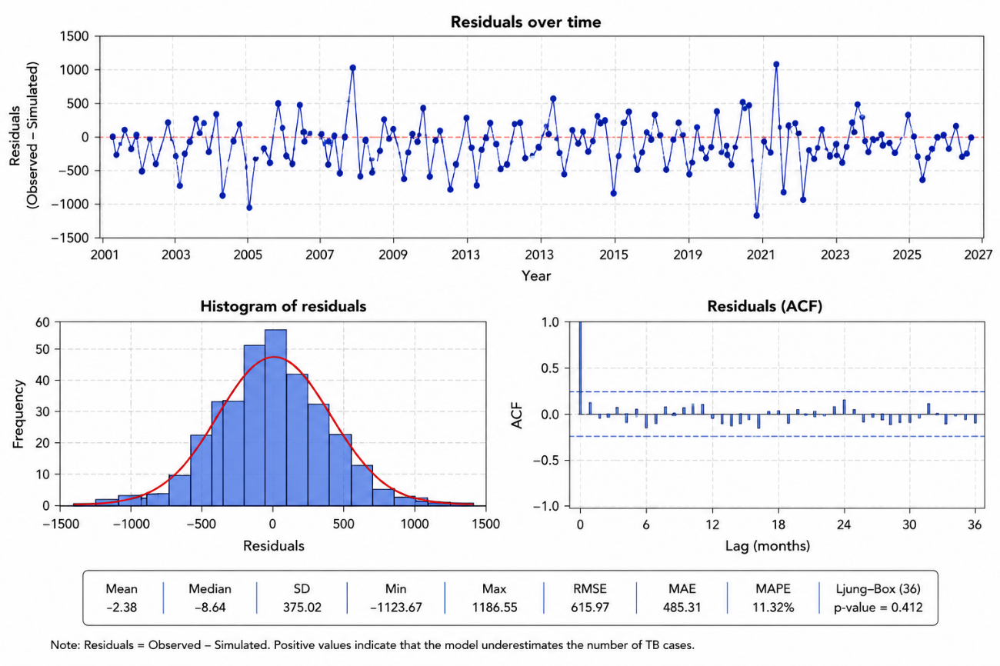 Residuals over time
1500
1000
500
0
−500
−1000
−1500
Residuals
(Observed – Simulated)
2001 2003 2005 2007 2009 2013 2013 2015 2019 2021 2023 2025 2027
Year
Histogram of residuals
60
50
40
30
20
10
0
Frequency
−1500 −1000 −500 0 500 1000 1500
Residuals
Residuals (ACF)
1.0
0.5
0.0
−0.5
−1.0
ACF
0 6 12 18 24 30 36
Lag (months)
Mean Median SD Min Max RMSE MAE MAPE Ljung–Box (36)
−2.38 −8.64 375.02 −1123.67 1186.55 615.97 485.31 11.32% p-value = 0.412
Note: Residuals = Observed – Simulated. Positive values indicate that the model underestimates the number of TB cases.